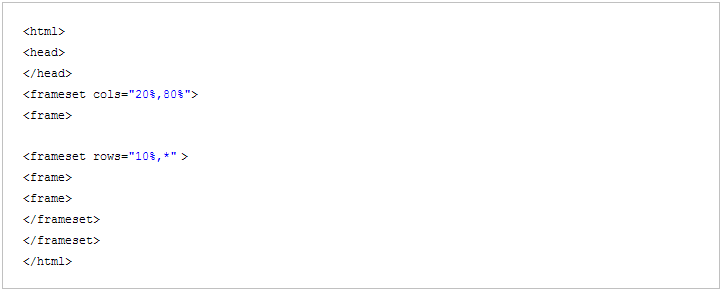 <html>
<head>
</head>
<frameset cols="20%,80%">
<frame>
<frameset rows="10%,*" >
<frame>
<frame>
</frameset>
</frameset>
</html>